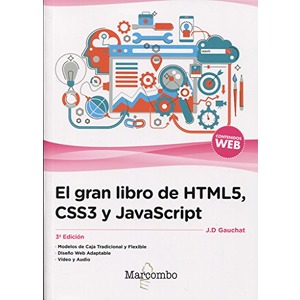 CONTENIDOS
WEB
El gran libro de HTML5,
CSS3 y JavaScript
J.D Gauchat
3ª Edición
· Modelos de Caja Tradicional y Flexible
· Diseño Web Adaptable
· Video y Audio
Marcombo